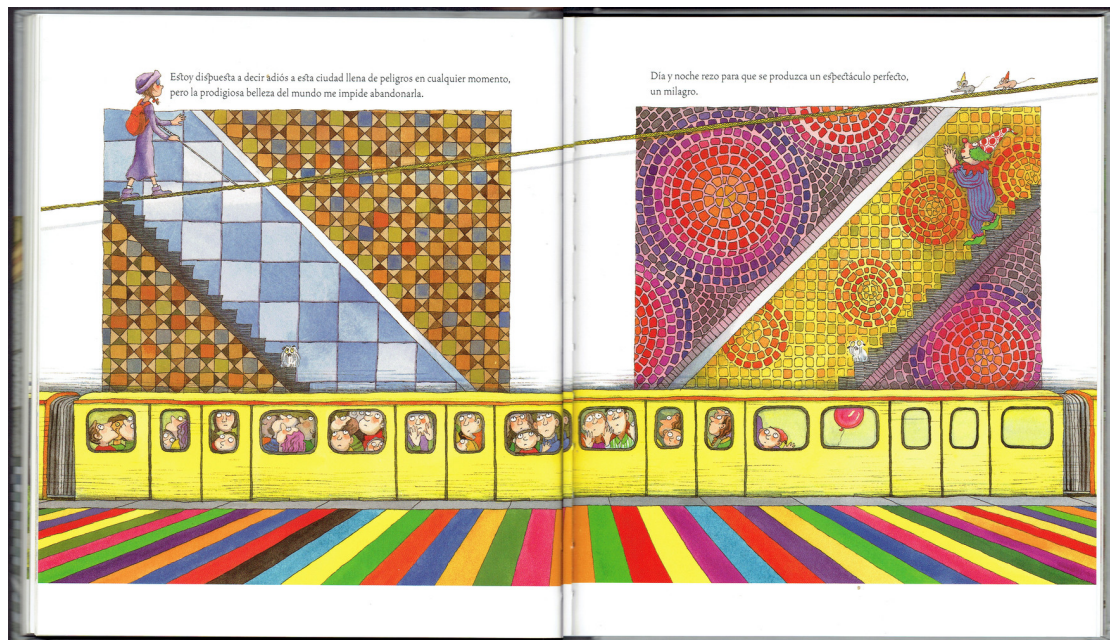 Estoy dispuesta a decir adiós a esta ciudad llena de peligros en cualquier momento,
pero la prodigiosa belleza del mundo me impide abandonarla.
Día y noche rezo para que se produzca un espectáculo perfecto,
un milagro.